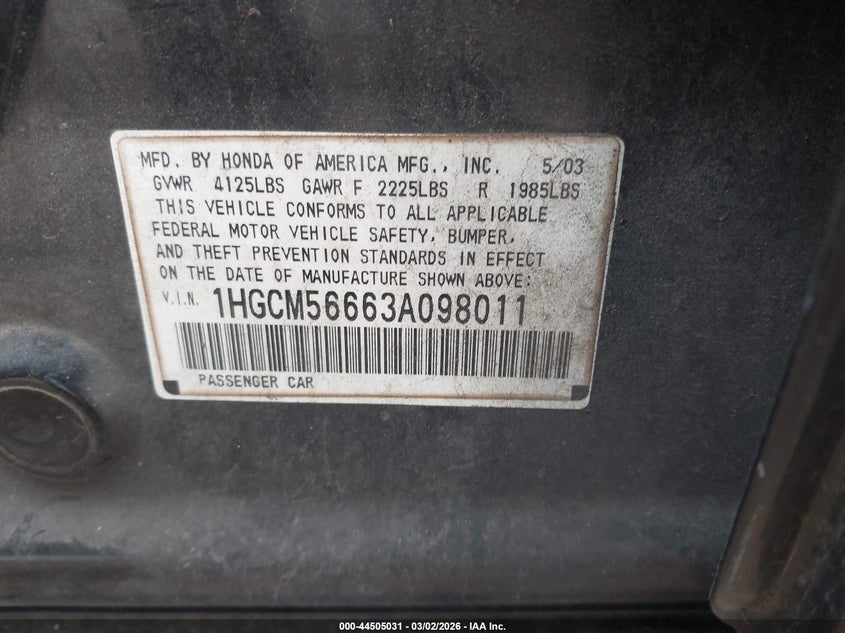 MFD. BY HONDA OF AMERICA MFG., INC. 5/03
GVWR 4125LBS GAWR F 2225LBS R 1985LBS
THIS VEHICLE CONFORMS TO ALL APPLICABLE
FEDERAL MOTOR VEHICLE SAFETY, BUMPER,
AND THEFT PREVENTION STANDARDS IN EFFECT
ON THE DATE OF MANUFACTURE SHOWN ABOVE:
V.I.N. 1HGCM56663A098011
PASSENGER CAR
000-44505031 - 03/02/2026 - IAA Inc.